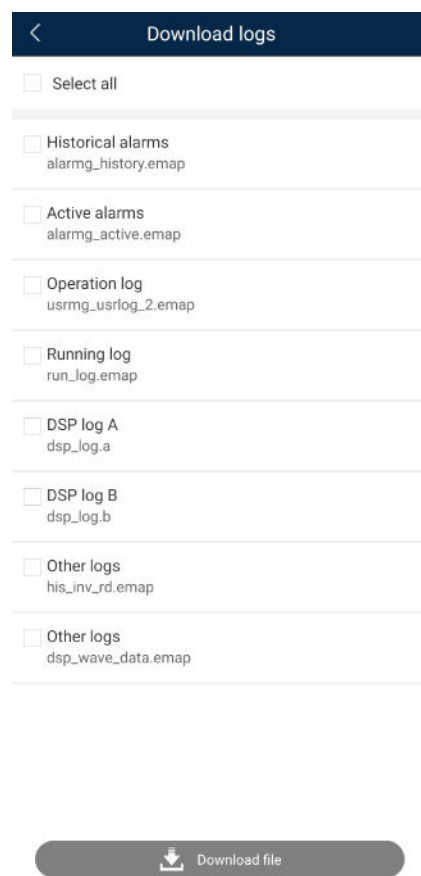 Download logs
Select all
Historical alarms
alarmg_history.emap
Active alarms
alarmg_active.emap
Operation log
usrmg_usrlog_2.emap
Running log
run_log.emap
DSP log A
dsp_log.a
DSP log B
dsp_log.b
Other logs
his_inv_rd.emap
Other logs
dsp_wave_data.emap
Download file